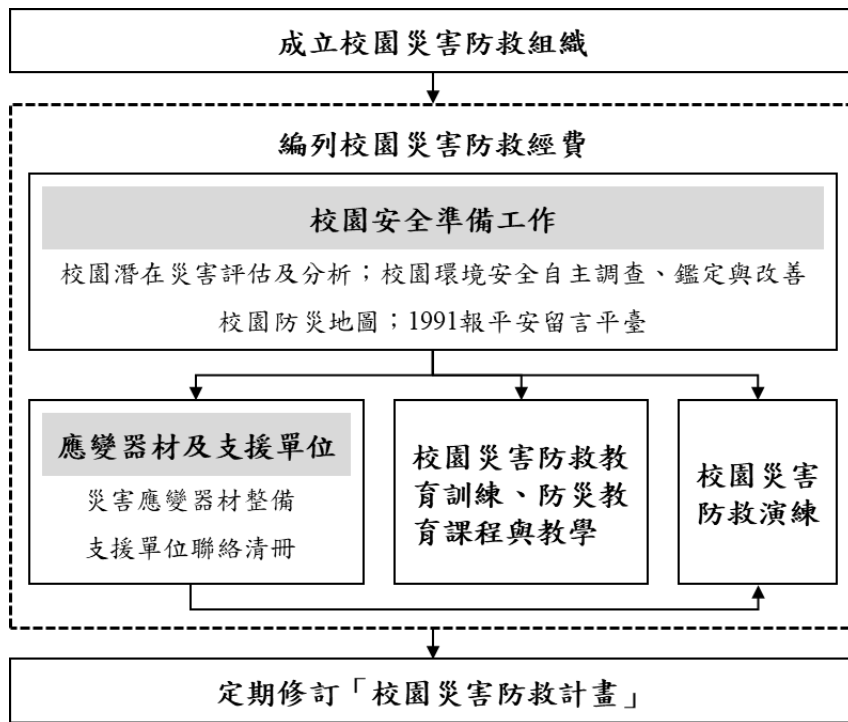 成立校園災害防救組織
編列校園災害防救經費
校園安全準備工作
校園潛在災害評估及分析；校園環境安全自主調查、鑑定與改善
校園防災地圖；1991報平安留言平臺
應變器材及支援單位
災害應變器材整備
支援單位聯絡清冊
校園災害防救教
育訓練、防災教
育課程與教學
校園災害
防救演練
定期修訂「校園災害防救計畫」